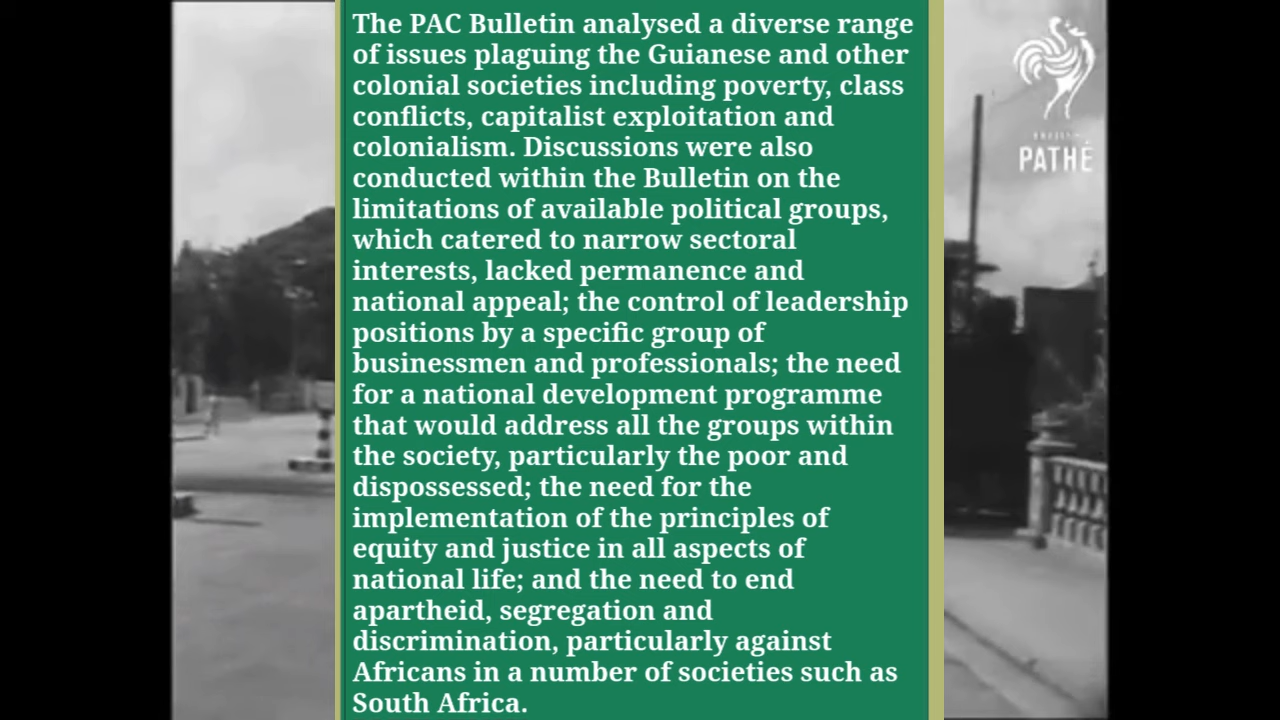 The PAC Bulletin analysed a diverse range
of issues plaguing the Guianese and other
colonial societies including poverty, class
conflicts, capitalist exploitation and
colonialism. Discussions were also
conducted within the Bulletin on the
limitations of available political groups,
which catered to narrow sectoral
interests, lacked permanence and
national appeal; the control of leadership
positions by a specific group of
businessmen and professionals; the need
for a national development programme
that would address all the groups within
the society, particularly the poor and
dispossessed; the need for the
implementation of the principles of
equity and justice in all aspects of
national life; and the need to end
apartheid, segregation and
discrimination, particularly against
Africans in a number of societies such as
South Africa.
BRITISH
PATHÉ